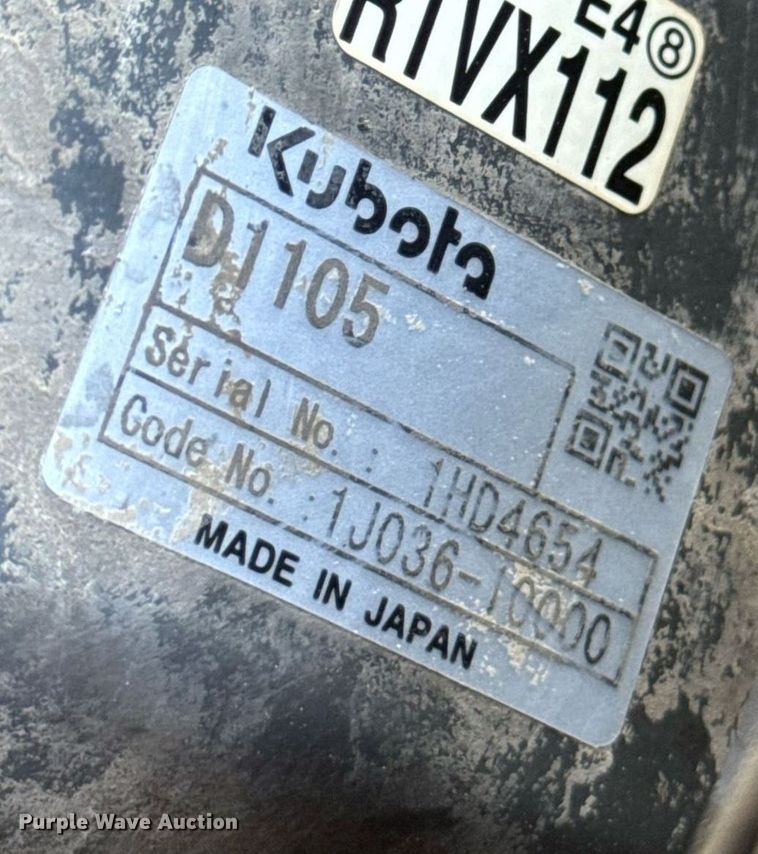 E4⑧
RTVX112
Kubota
D1105
Serial No. : 1HD4654
Code No. :1J036-10000
MADE IN JAPAN
Purple Wave Auction